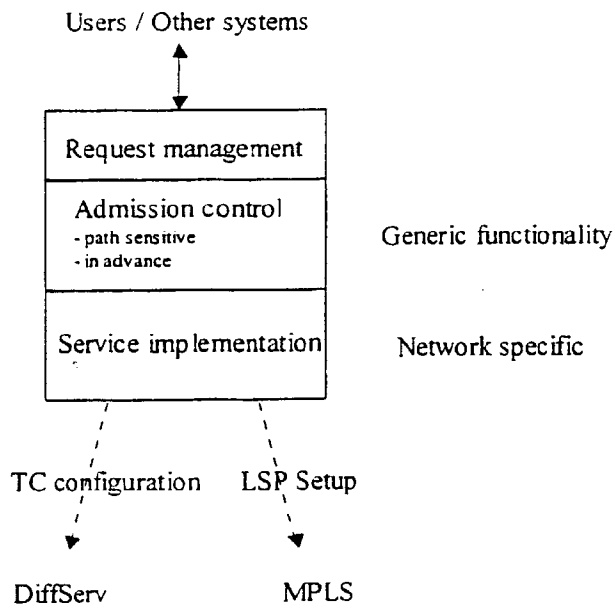 Users / Other systems
Request management
Admission control
- path sensitive
- in advance
Generic functionality
Service implementation
Network specific
TC configuration
LSP Setup
DiffServ
MPLS